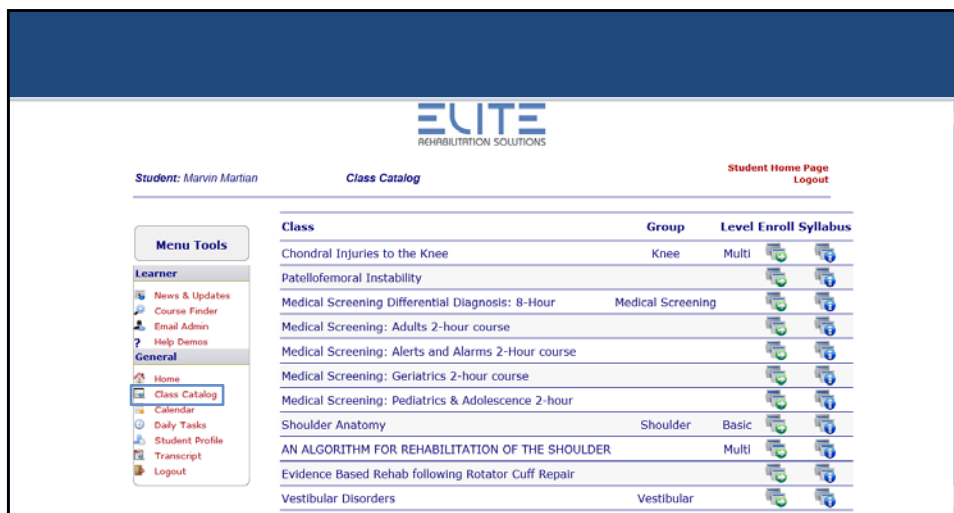 ELITE
REHABILITATION SOLUTIONS
Student: Marvin Martian
Class Catalog
Student Home Page
Logout
Menu Tools
Learner
News & Updates
Course Finder
Email Admin
? Help Demos
General
Home
Class Catalog
Calendar
Daily Tasks
Student Profile
Transcript
Logout
Class Group Level Enroll Syllabus
Chondral Injuries to the Knee Knee Multi
Patellofemoral Instability
Medical Screening Differential Diagnosis: 8-Hour Medical Screening
Medical Screening: Adults 2-hour course
Medical Screening: Alerts and Alarms 2-Hour course
Medical Screening: Geriatrics 2-hour course
Medical Screening: Pediatrics & Adolescence 2-hour
Shoulder Anatomy Shoulder Basic
AN ALGORITHM FOR REHABILITATION OF THE SHOULDER Multi
Evidence Based Rehab following Rotator Cuff Repair
Vestibular Disorders Vestibular